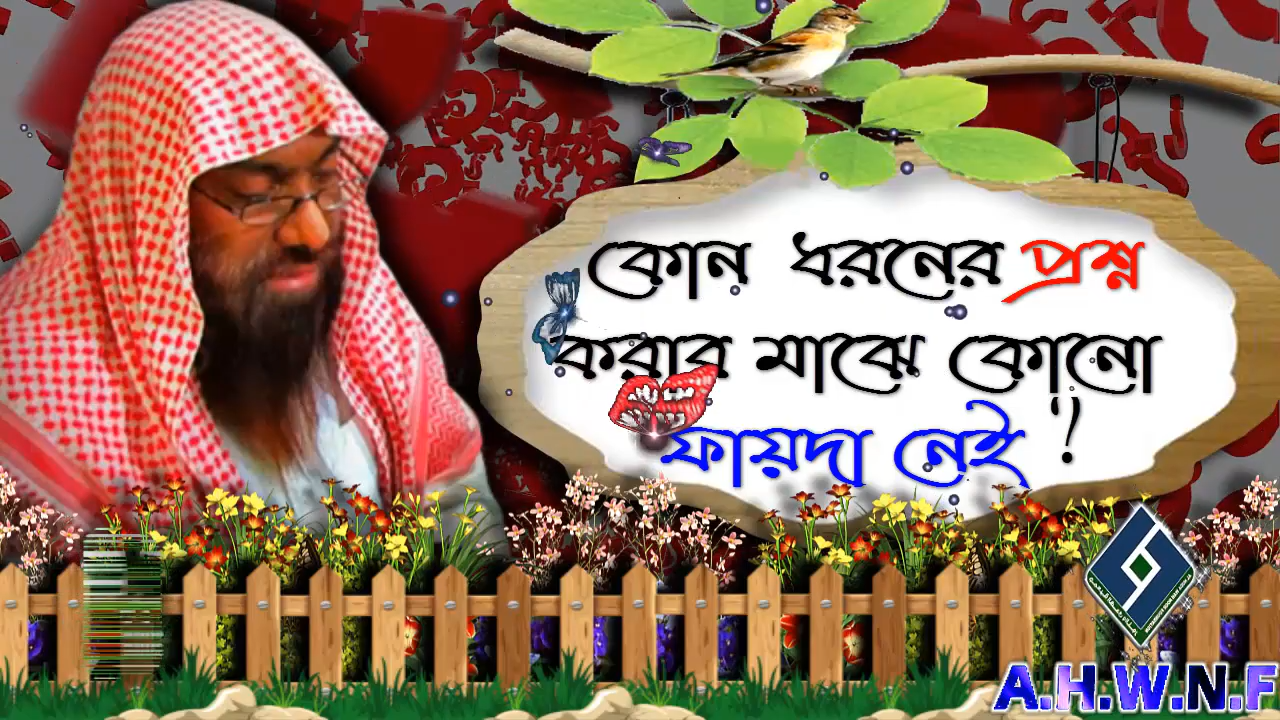 কোন ধরনের প্রশ্ন
করার মাঝে কোনো
ফায়দা নেই ?
A.H.W.N.F